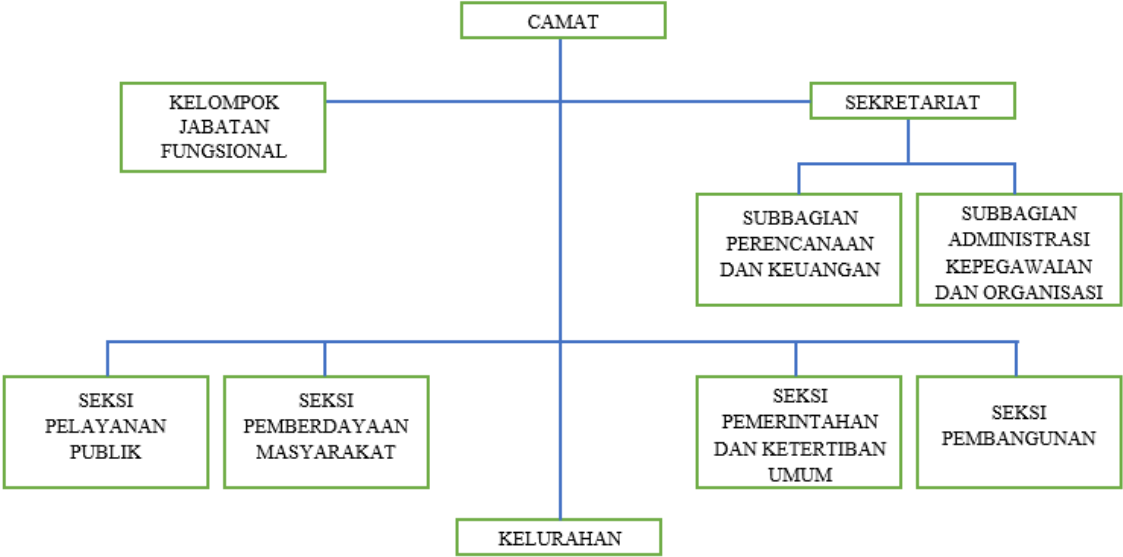 CAMAT
KELOMPOK
JABATAN
FUNGSIONAL
SEKRETARIAT
SUBBAGIAN
PERENCANAAN
DAN KEUANGAN
SUBBAGIAN
ADMINISTRASI
KEPEGAWAIAN
DAN ORGANISASI
SEKSI
PELAYANAN
PUBLIK
SEKSI
PEMBERDAYAAN
MASYARAKAT
SEKSI
PEMERINTAHAN
DAN KETERTIBAN
UMUM
SEKSI
PEMBANGUNAN
KELURAHAN